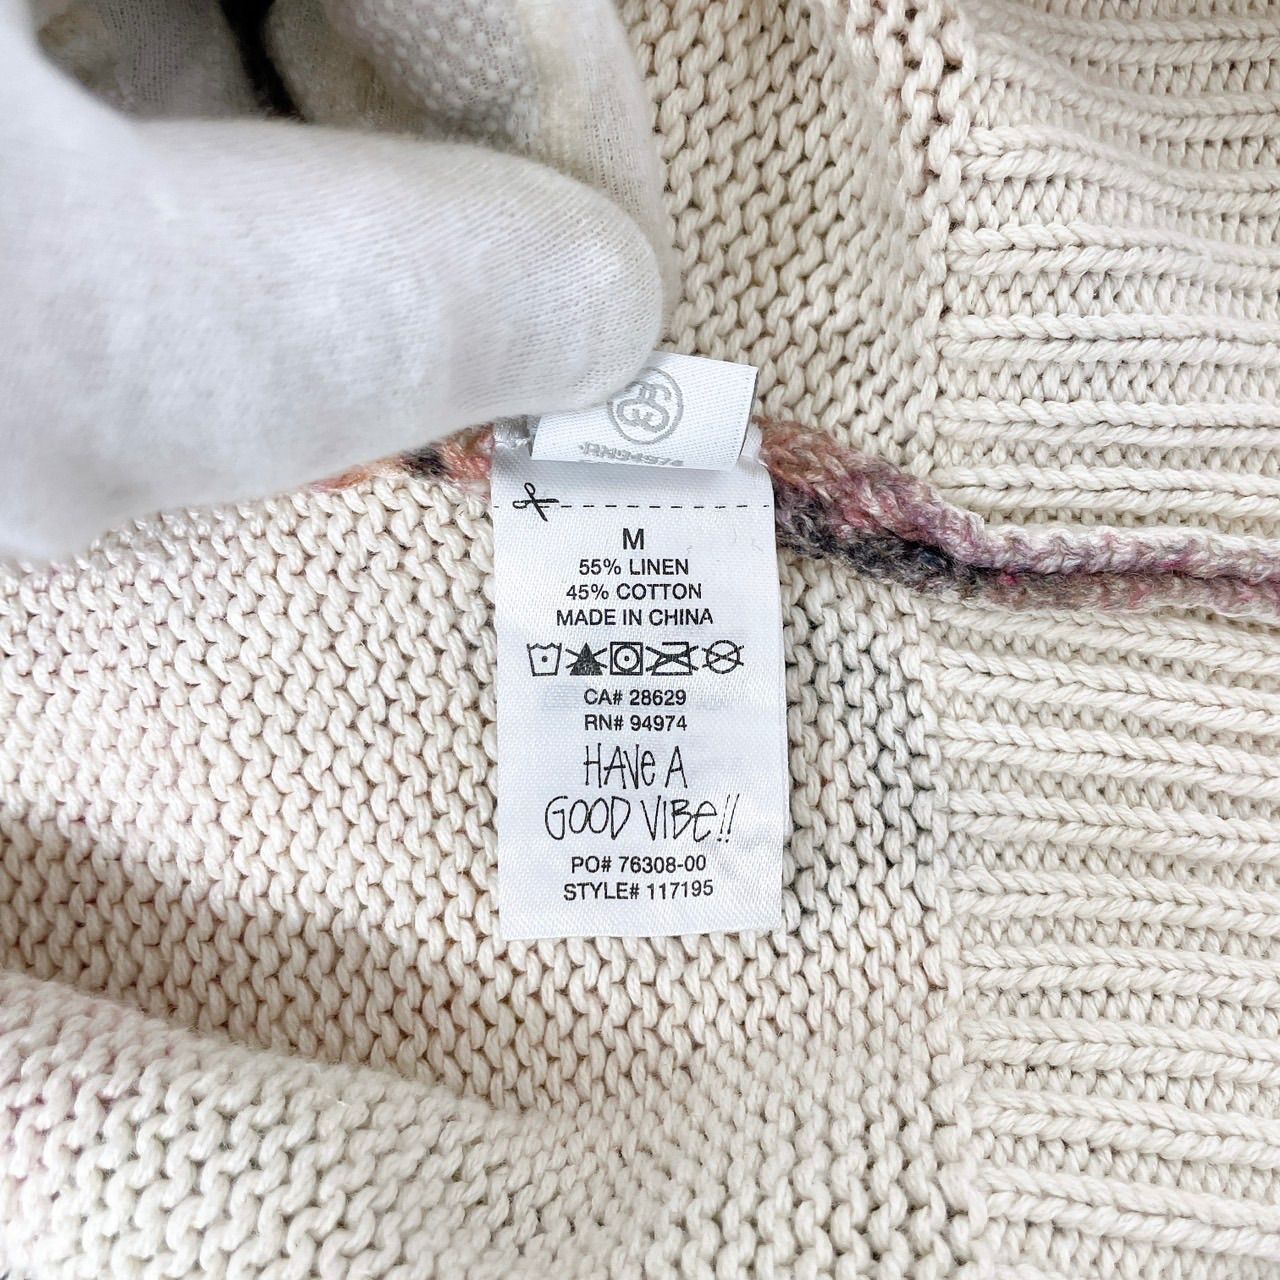 RN94974
M
55% LINEN
45% COTTON
MADE IN CHINA
CA# 28629
RN# 94974
HAVE A
GOOD VIBE!!
PO# 76308-00
STYLE# 117195